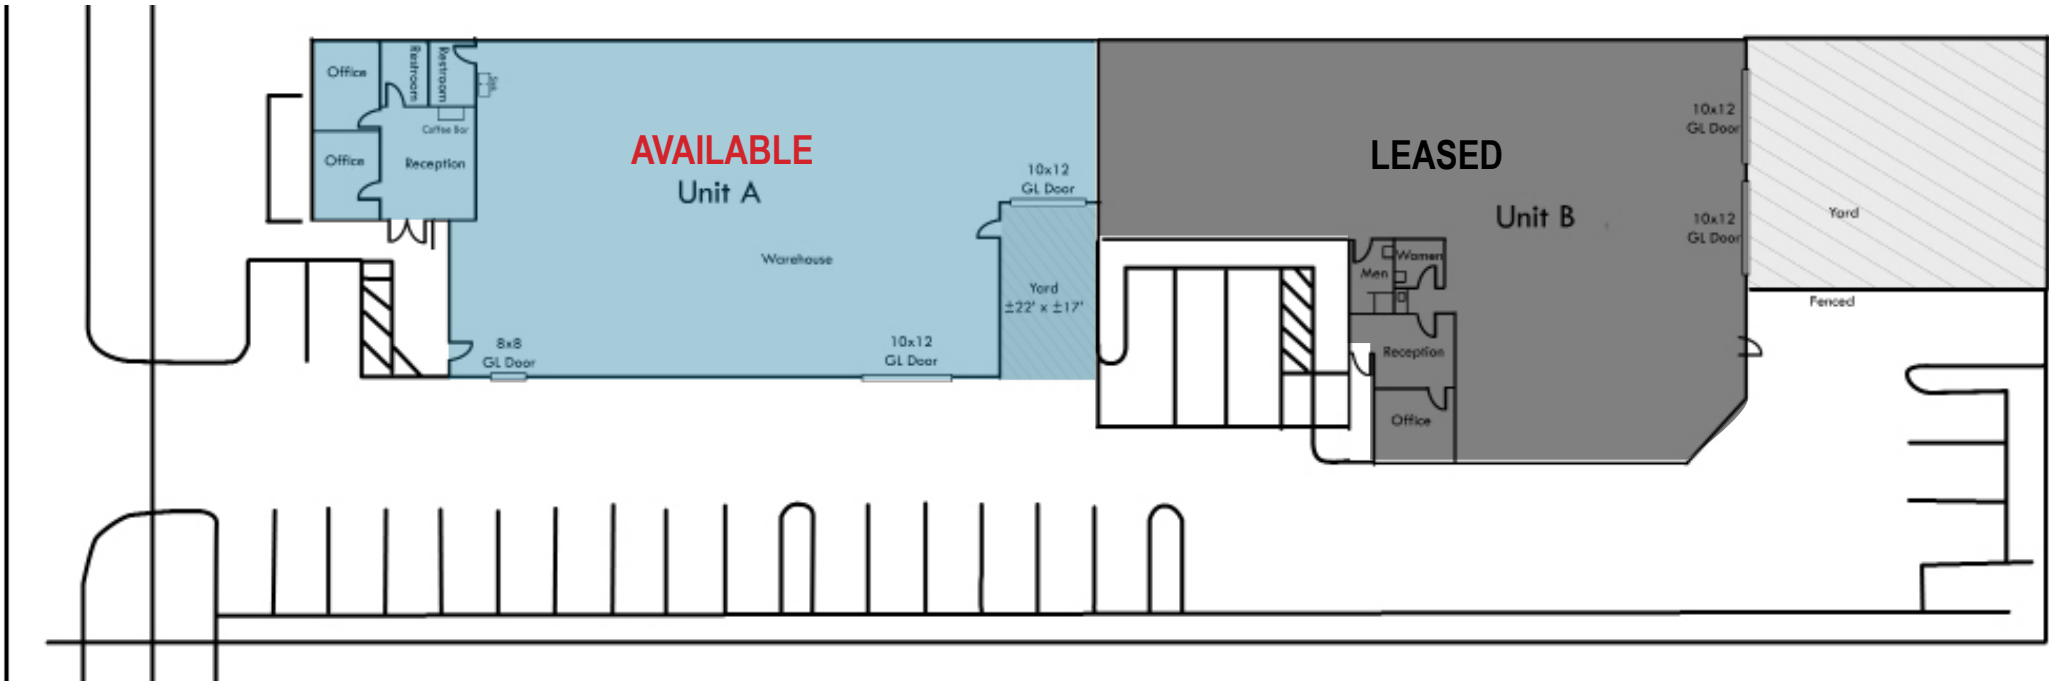 Office
Restroom
Restroom
Sink
Coffee Bar
Office
Reception
AVAILABLE
Unit A
Warehouse
10x12
GL Door
Yard
±22' x ±17'
8x8
GL Door
10x12
GL Door
LEASED
Unit B
10x12
GL Door
10x12
GL Door
Yard
Fenced
Women
Men
Reception
Office